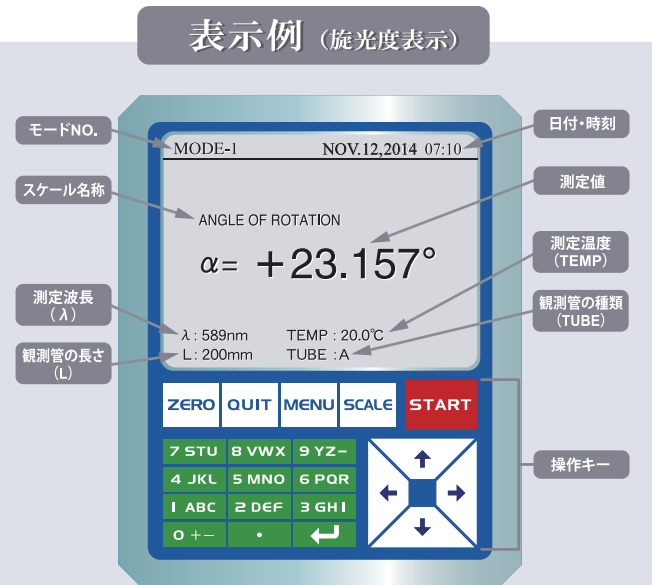 表示例（旋光度表示）
モードNO.
日付・時刻
MODE-1 NOV.12,2014 07:10
スケール名称
測定値
ANGLE OF ROTATION
α= +23.157°
測定温度
（TEMP）
測定波長
（λ）
観測管の種類
（TUBE）
λ : 589nm TEMP : 20.0℃
観測管の長さ
（L）
L : 200mm TUBE : A
ZERO QUIT MENU SCALE START
7 STU 8 VWX 9 YZ-
4 JKL 5 MNO 6 PQR
操作キー
1 ABC 2 DEF 3 GHI
0 +- ・